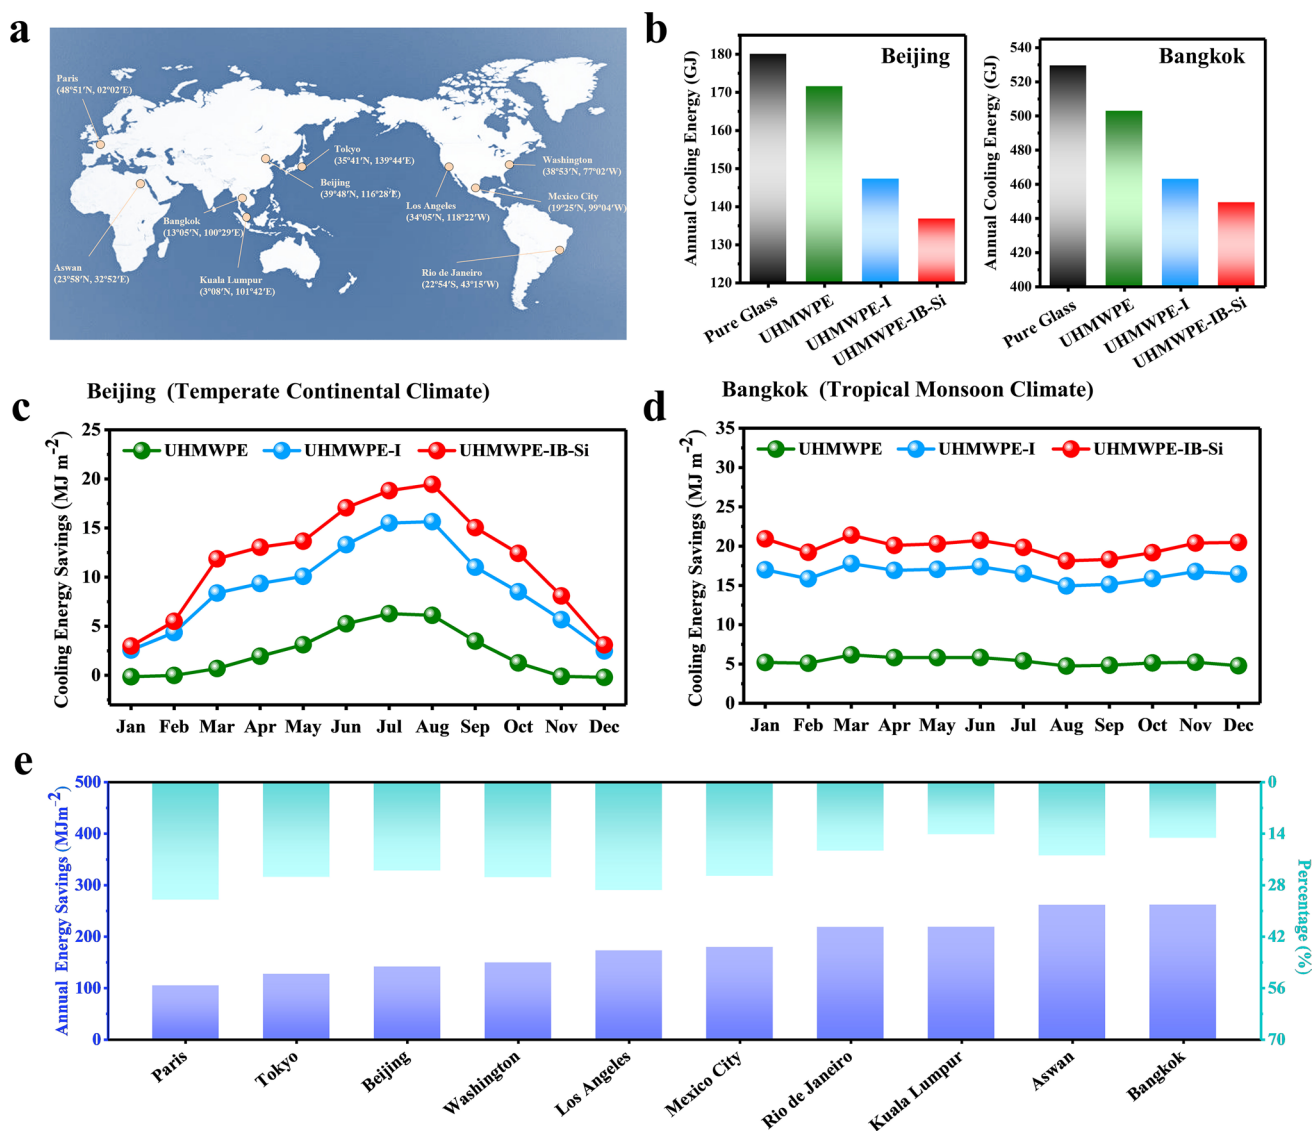 a
Paris
(48°51′N, 02°02′E)
Tokyo
(35°41′N, 139°44′E)
Beijing
(39°48′N, 116°28′E)
Bangkok
(13°05′N, 100°29′E)
Aswan
(23°58′N, 32°52′E)
Kuala Lumpur
(3°08′N, 101°42′E)
Washington
(38°53′N, 77°02′W)
Mexico City
(19°25′N, 99°04′W)
Los Angeles
(34°05′N, 118°22′W)
Rio de Janeiro
(22°54′S, 43°15′W)
b
Beijing
Annual Cooling Energy (GJ)
180
170
160
150
140
130
120
Pure Glass
UHMWPE
UHMWPE-I
UHMWPE-IB-Si
Bangkok
Annual Cooling Energy (GJ)
540
520
500
480
460
440
420
400
Pure Glass
UHMWPE
UHMWPE-I
UHMWPE-IB-Si
c
Beijing (Temperate Continental Climate)
UHMWPE
UHMWPE-I
UHMWPE-IB-Si
Cooling Energy Savings (MJ m⁻²)
25
20
15
10
5
0
Jan Feb Mar Apr May Jun Jul Aug Sep Oct Nov Dec
d
Bangkok (Tropical Monsoon Climate)
UHMWPE
UHMWPE-I
UHMWPE-IB-Si
Cooling Energy Savings (MJ m⁻²)
35
30
25
20
15
10
5
0
Jan Feb Mar Apr May Jun Jul Aug Sep Oct Nov Dec
e
Annual Energy Savings (MJm⁻²)
500
400
300
200
100
0
Percentage (%)
0
14
28
42
56
70
Paris
Tokyo
Beijing
Washington
Los Angeles
Mexico City
Rio de Janeiro
Kuala Lumpur
Aswan
Bangkok